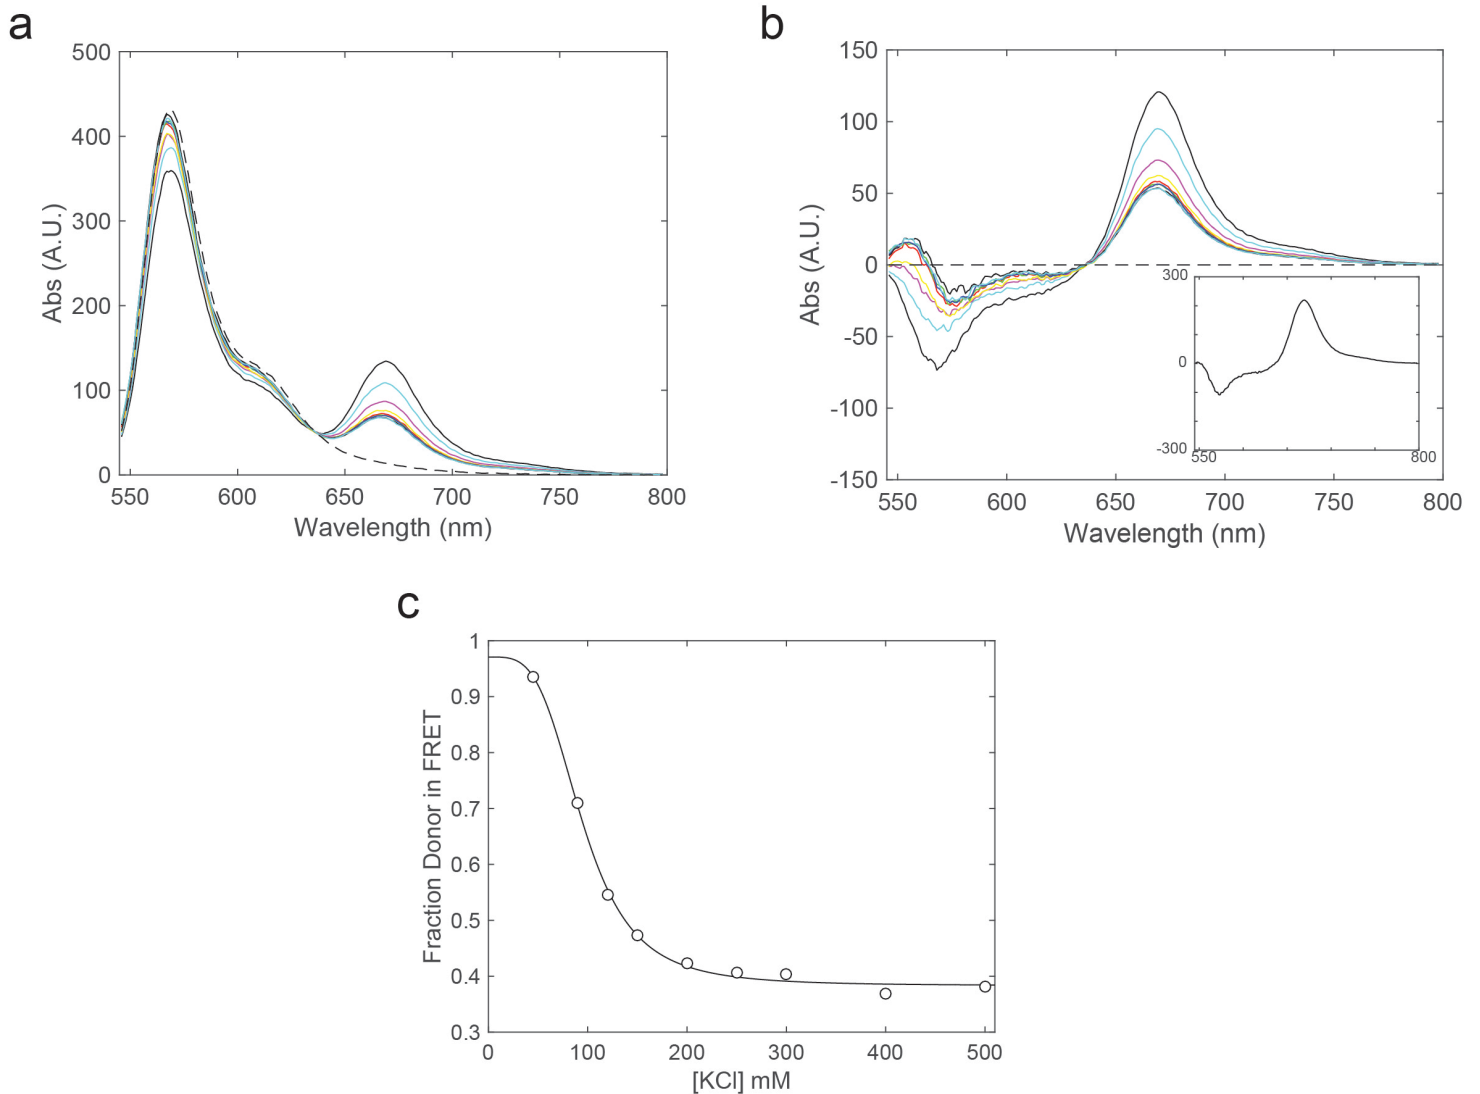 a
500
400
300
200
100
0
Abs (A.U.)
550 600 650 700 750 800
Wavelength (nm)
b
150
100
50
0
-50
-100
-150
Abs (A.U.)
550 600 650 700 750 800
Wavelength (nm)
300
0
-300
550 800
c
1
0.9
0.8
0.7
0.6
0.5
0.4
0.3
Fraction Donor in FRET
0 100 200 300 400 500
[KCl] mM